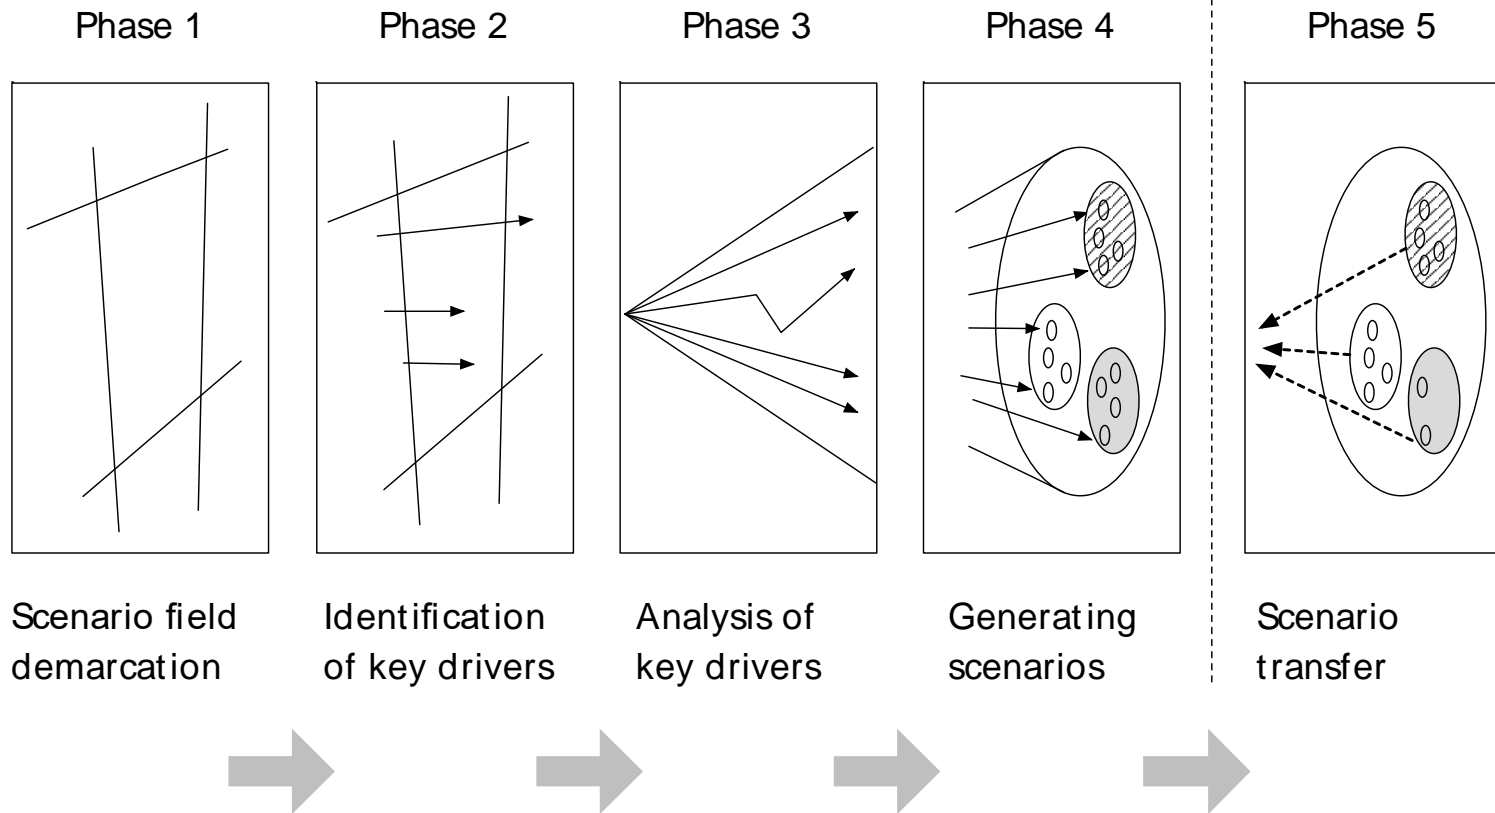 Phase 1
Phase 2
Phase 3
Phase 4
Phase 5
Scenario field
demarcation
Identification
of key drivers
Analysis of
key drivers
Generating
scenarios
Scenario
transfer